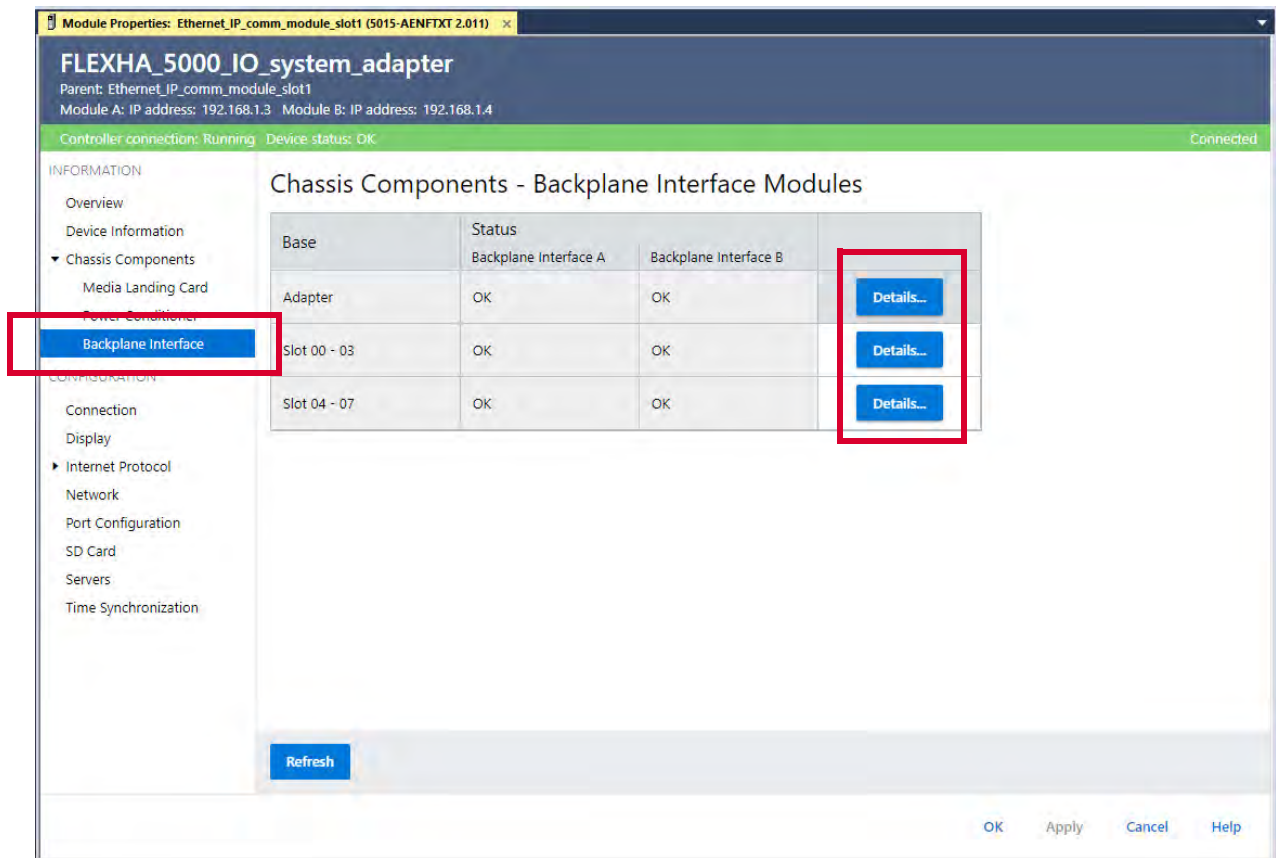 Module Properties: Ethernet_IP_comm_module_slot1 (5015-AENFTXT 2.011) ×
FLEXHA_5000_IO_system_adapter
Parent: Ethernet_IP_comm_module_slot1
Module A: IP address: 192.168.1.3 Module B: IP address: 192.168.1.4
Controller connection: Running Device status: OK Connected
INFORMATION
Overview
Device Information
Chassis Components
Media Landing Card
Power Conditioner
Backplane Interface
CONFIGURATION
Connection
Display
Internet Protocol
Network
Port Configuration
SD Card
Servers
Time Synchronization
Chassis Components - Backplane Interface Modules
Base Status
Backplane Interface A Backplane Interface B
Adapter OK OK Details...
Slot 00 - 03 OK OK Details...
Slot 04 - 07 OK OK Details...
Refresh
OK Apply Cancel Help